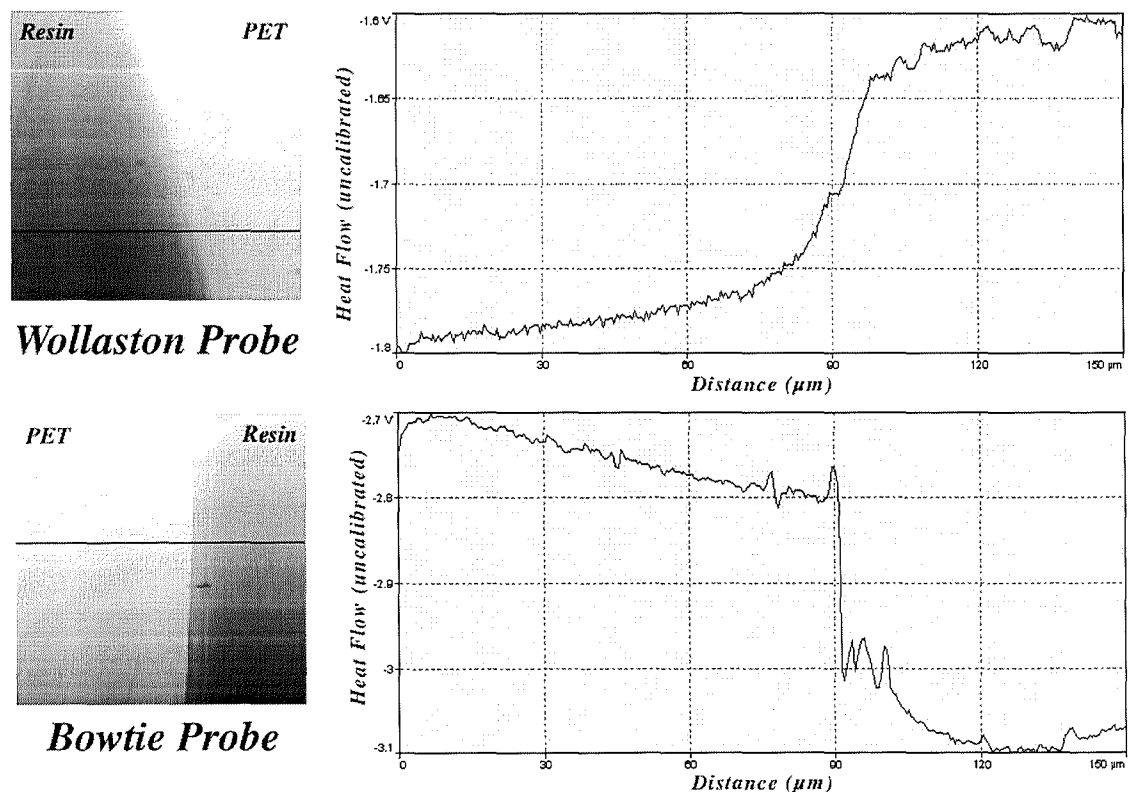 Resin PET
Wollaston Probe
Heat Flow (uncalibrated)
-1.6 V
-1.65
-1.7
-1.75
-1.8
0 30 60 90 120 150 µm
Distance (µm)
PET Resin
Bowtie Probe
Heat Flow (uncalibrated)
-2.7 V
-2.8
-2.9
-3
-3.1
0 30 60 90 120 150 µm
Distance (µm)